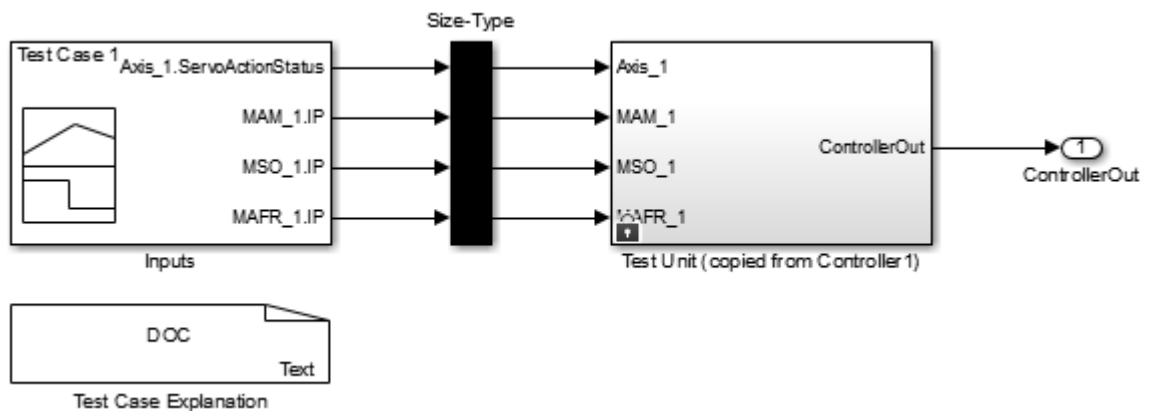 Size-Type
Test Case 1
Axis_1.ServoActionStatus
MAM_1.IP
MSO_1.IP
MAFR_1.IP
Inputs
Axis_1
MAM_1
MSO_1
MAFR_1
ControllerOut
Test Unit (copied from Controller1)
1
ControllerOut
DOC
Text
Test Case Explanation